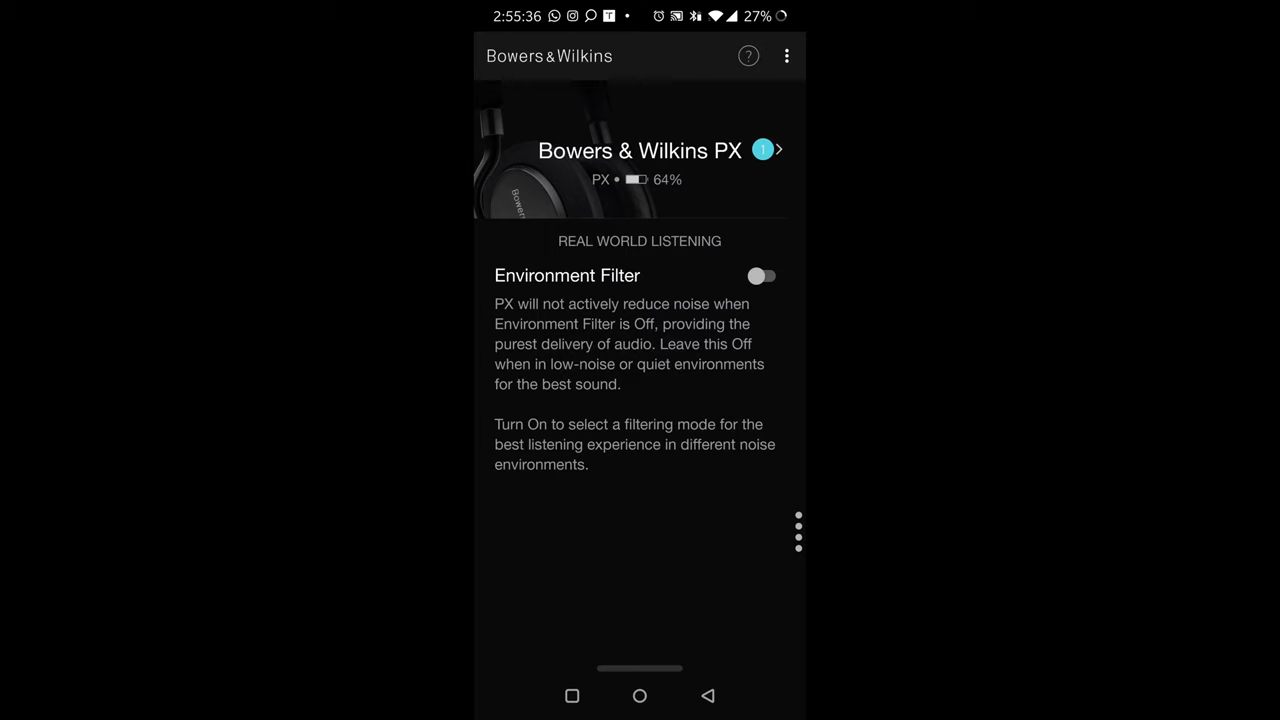 2:55:36 T 27%
Bowers & Wilkins ?
Bowers & Wilkins PX 1
PX • 64%
Bowers
REAL WORLD LISTENING
Environment Filter
PX will not actively reduce noise when
Environment Filter is Off, providing the
purest delivery of audio. Leave this Off
when in low-noise or quiet environments
for the best sound.
Turn On to select a filtering mode for the
best listening experience in different noise
environments.